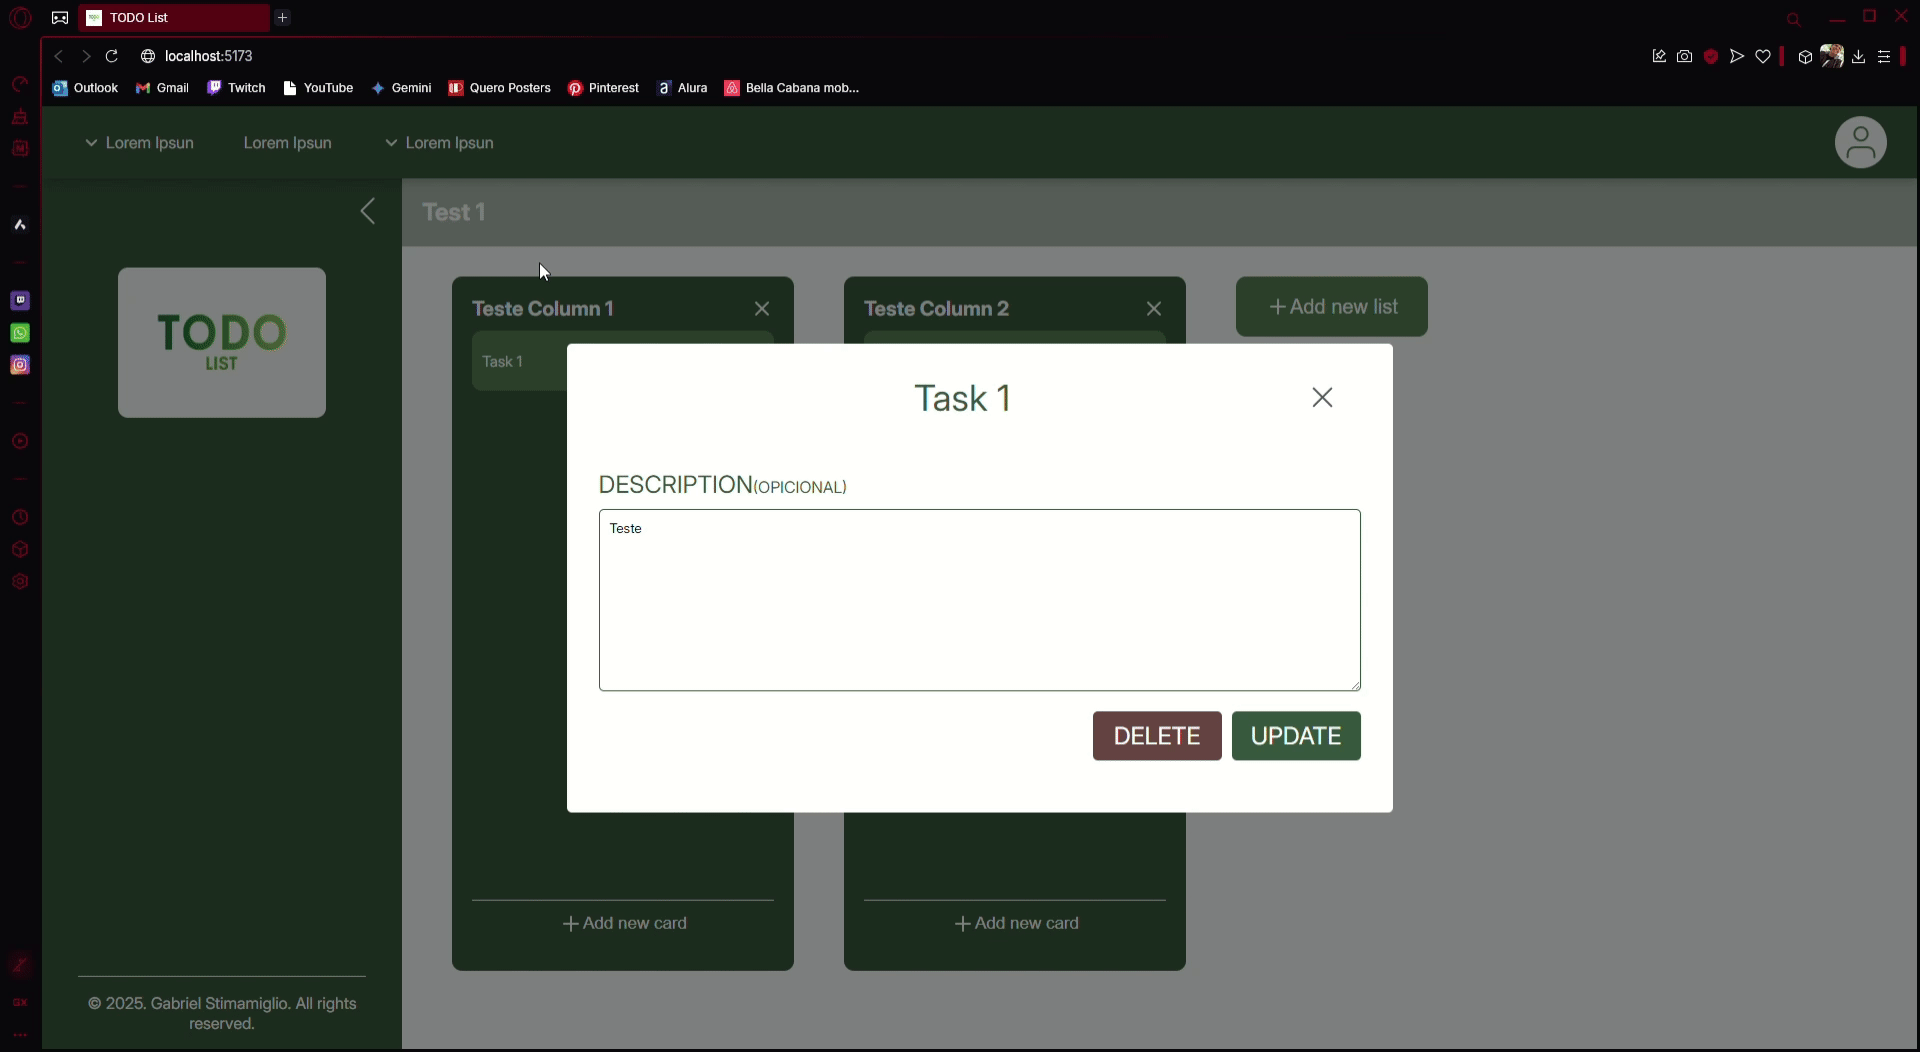 TODO List
localhost:5173
Outlook Gmail Twitch YouTube Gemini Quero Posters Pinterest Alura Bella Cabana mob...
Lorem Ipsun Lorem Ipsun Lorem Ipsun
Test 1
TODO
LIST
Teste Column 1
Teste Column 2
+ Add new list
Task 1
Task 1
DESCRIPTION(OPICIONAL)
Teste
DELETE UPDATE
+ Add new card
+ Add new card
© 2025. Gabriel Stimamiglio. All rights
reserved.
GX